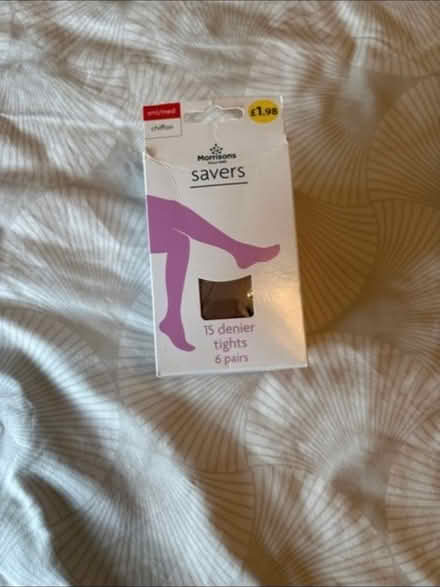 sml/med
chiffon
£1.98
Morrisons
savers
15 denier
tights
6 pairs